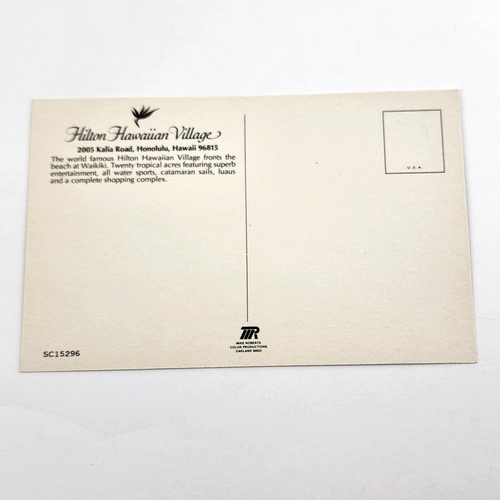 Hilton Hawaiian Village
2005 Kalia Road, Honolulu, Hawaii 96815
The world famous Hilton Hawaiian Village fronts the
beach at Waikiki. Twenty tropical acres featuring superb
entertainment, all water sports, catamaran sails, luaus
and a complete shopping complex.
U.S.A.
MIKE ROBERTS
COLOR PRODUCTIONS
OAKLAND 94623
SC15296